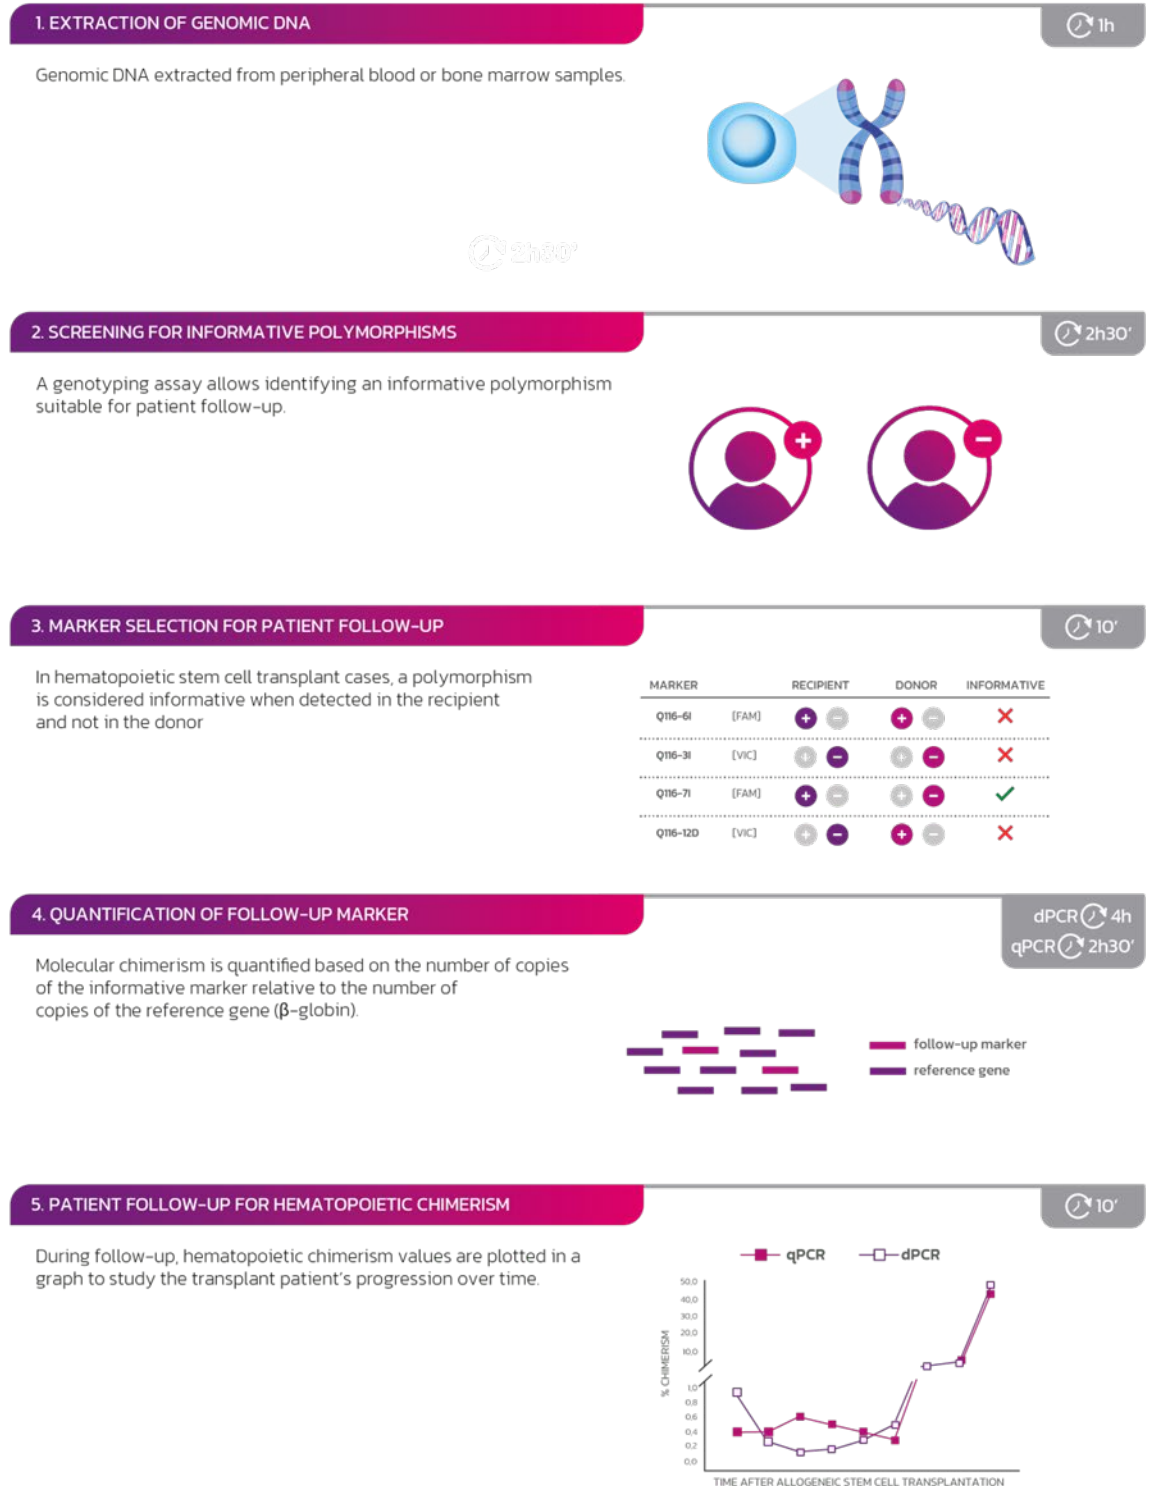 1. EXTRACTION OF GENOMIC DNA
1h
Genomic DNA extracted from peripheral blood or bone marrow samples.
2h30'
2. SCREENING FOR INFORMATIVE POLYMORPHISMS
2h30'
A genotyping assay allows identifying an informative polymorphism
suitable for patient follow-up.
+
−
3. MARKER SELECTION FOR PATIENT FOLLOW-UP
10'
In hematopoietic stem cell transplant cases, a polymorphism
is considered informative when detected in the recipient
and not in the donor
MARKER RECIPIENT DONOR INFORMATIVE
Q116-6I [FAM] + − + −
Q116-3I [VIC] + − + −
Q116-7I [FAM] + − + −
Q116-12D [VIC] + − + −
4. QUANTIFICATION OF FOLLOW-UP MARKER
dPCR 4h
qPCR 2h30'
Molecular chimerism is quantified based on the number of copies
of the informative marker relative to the number of
copies of the reference gene (β-globin).
follow-up marker
reference gene
5. PATIENT FOLLOW-UP FOR HEMATOPOIETIC CHIMERISM
10'
During follow-up, hematopoietic chimerism values are plotted in a
graph to study the transplant patient's progression over time.
qPCR dPCR
50,0
40,0
30,0
20,0
10,0
1,0
0,8
0,6
0,4
0,2
0,0
% CHIMERISM
TIME AFTER ALLOGENEIC STEM CELL TRANSPLANTATION